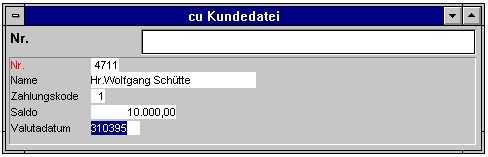 cu Kundedatei
Nr.
Nr. 4711
Name Hr.Wolfgang Schütte
Zahlungskode 1
Saldo 10.000,00
Valutadatum 310395